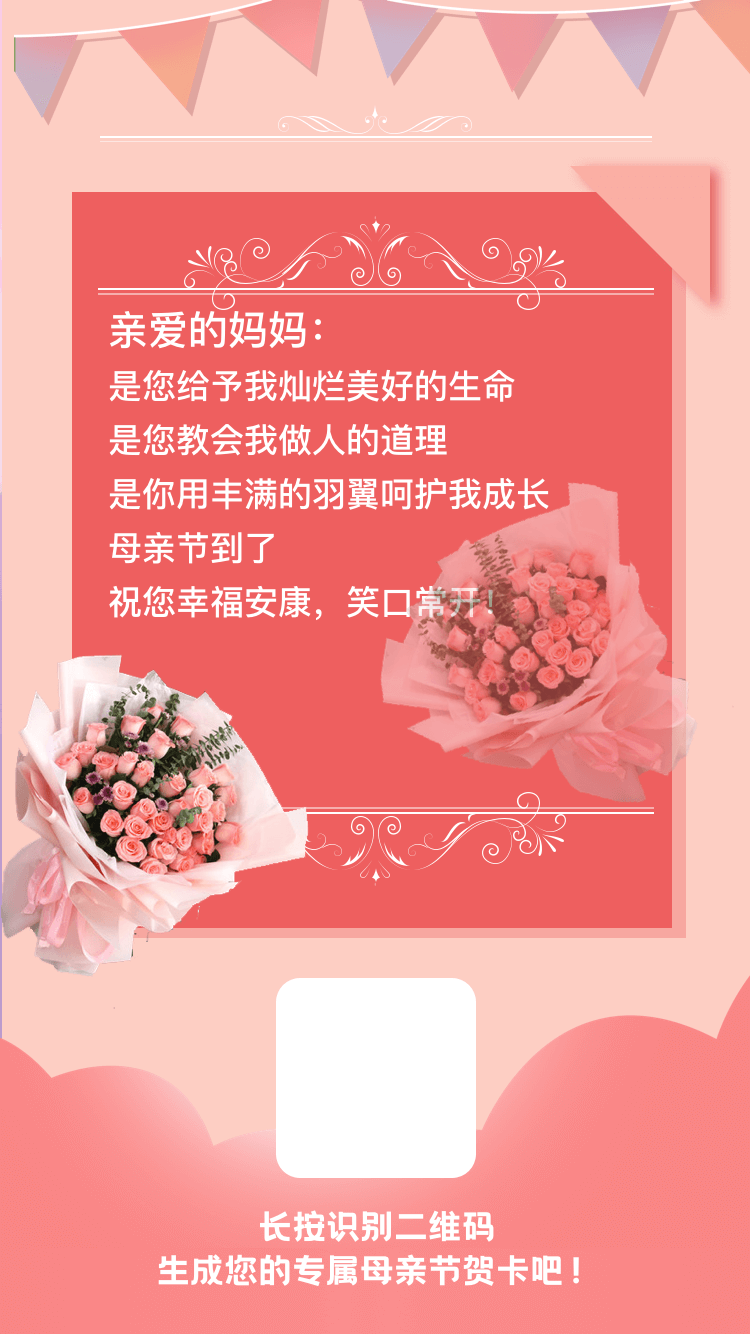 亲爱的妈妈：
是您给予我灿烂美好的生命
是您教会我做人的道理
是你用丰满的羽翼呵护我成长
母亲节到了
祝您幸福安康，笑口常开！
长按识别二维码
生成您的专属母亲节贺卡吧！